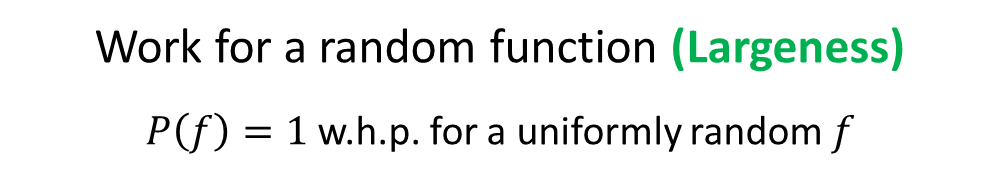 Work for a random function (Largeness)
P(f) = 1 w.h.p. for a uniformly random f